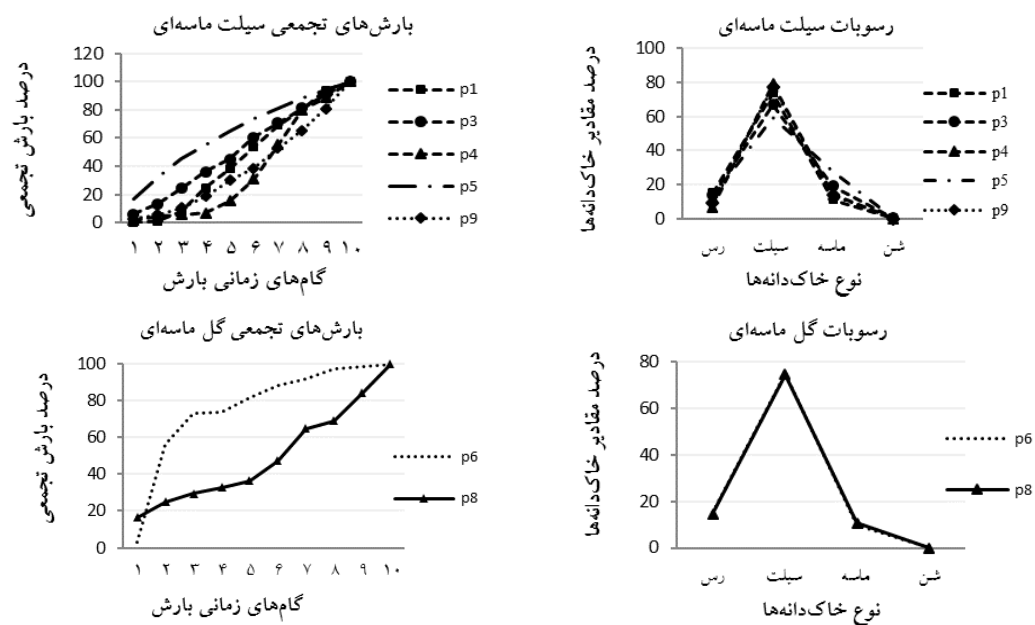 بارش‌های تجمعی سیلت ماسه‌ای
درصد بارش تجمعی
120
100
80
60
40
20
0
۱ ۲ ۳ ۴ ۵ ۶ ۷ ۸ ۹ ۱۰
گام‌های زمانی بارش
p1
p3
p4
p5
p9
رسوبات سیلت ماسه‌ای
درصد مقادیر خاک‌دانه‌ها
100
80
60
40
20
0
رس سیلت ماسه شن
نوع خاک‌دانه‌ها
p1
p3
p4
p5
p9
بارش‌های تجمعی گل ماسه‌ای
درصد بارش تجمعی
100
80
60
40
20
0
۱ ۲ ۳ ۴ ۵ ۶ ۷ ۸ ۹ ۱۰
گام‌های زمانی بارش
p6
p8
رسوبات گل ماسه‌ای
درصد مقادیر خاک‌دانه‌ها
80
60
40
20
0
رس سیلت ماسه شن
نوع خاک‌دانه‌ها
p6
p8